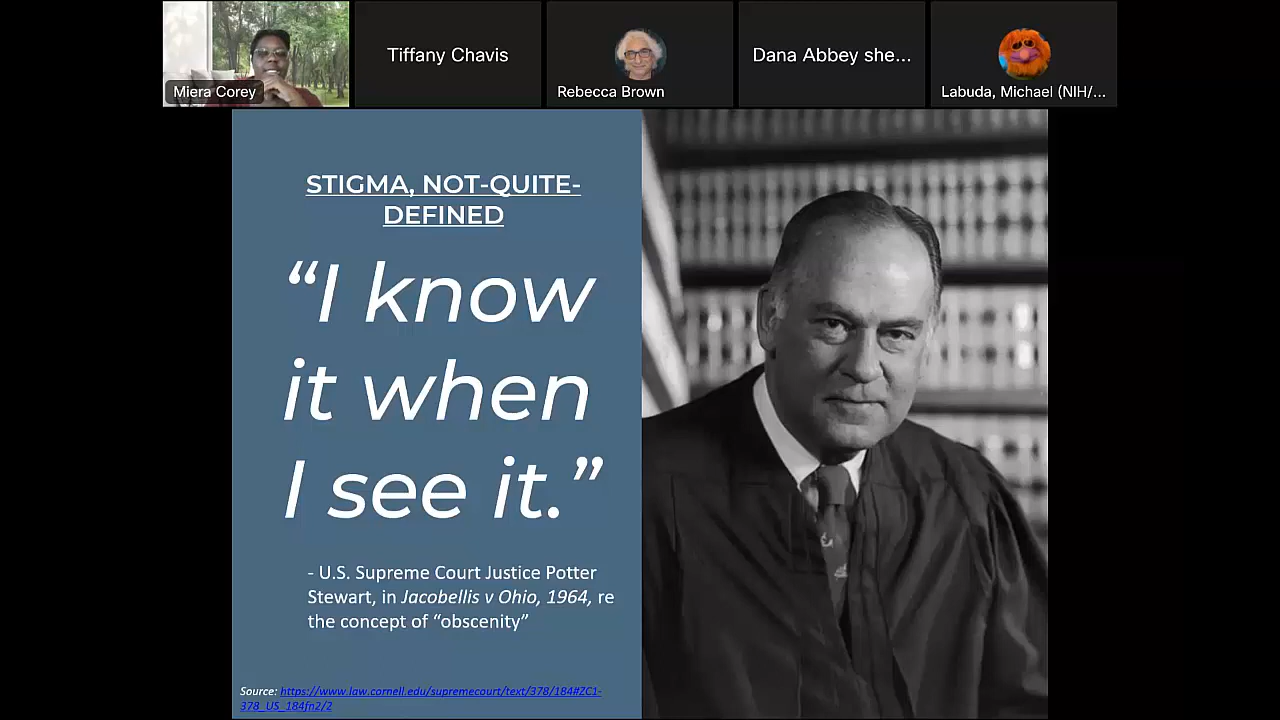 Miera Corey
Tiffany Chavis
Rebecca Brown
Dana Abbey she...
Labuda, Michael (NIH/...
STIGMA, NOT-QUITE-
DEFINED
“I know
it when
I see it.”
- U.S. Supreme Court Justice Potter
Stewart, in Jacobellis v Ohio, 1964, re
the concept of “obscenity”
Source: https://www.law.cornell.edu/supremecourt/text/378/184#ZC1-
378_US_184fn2/2